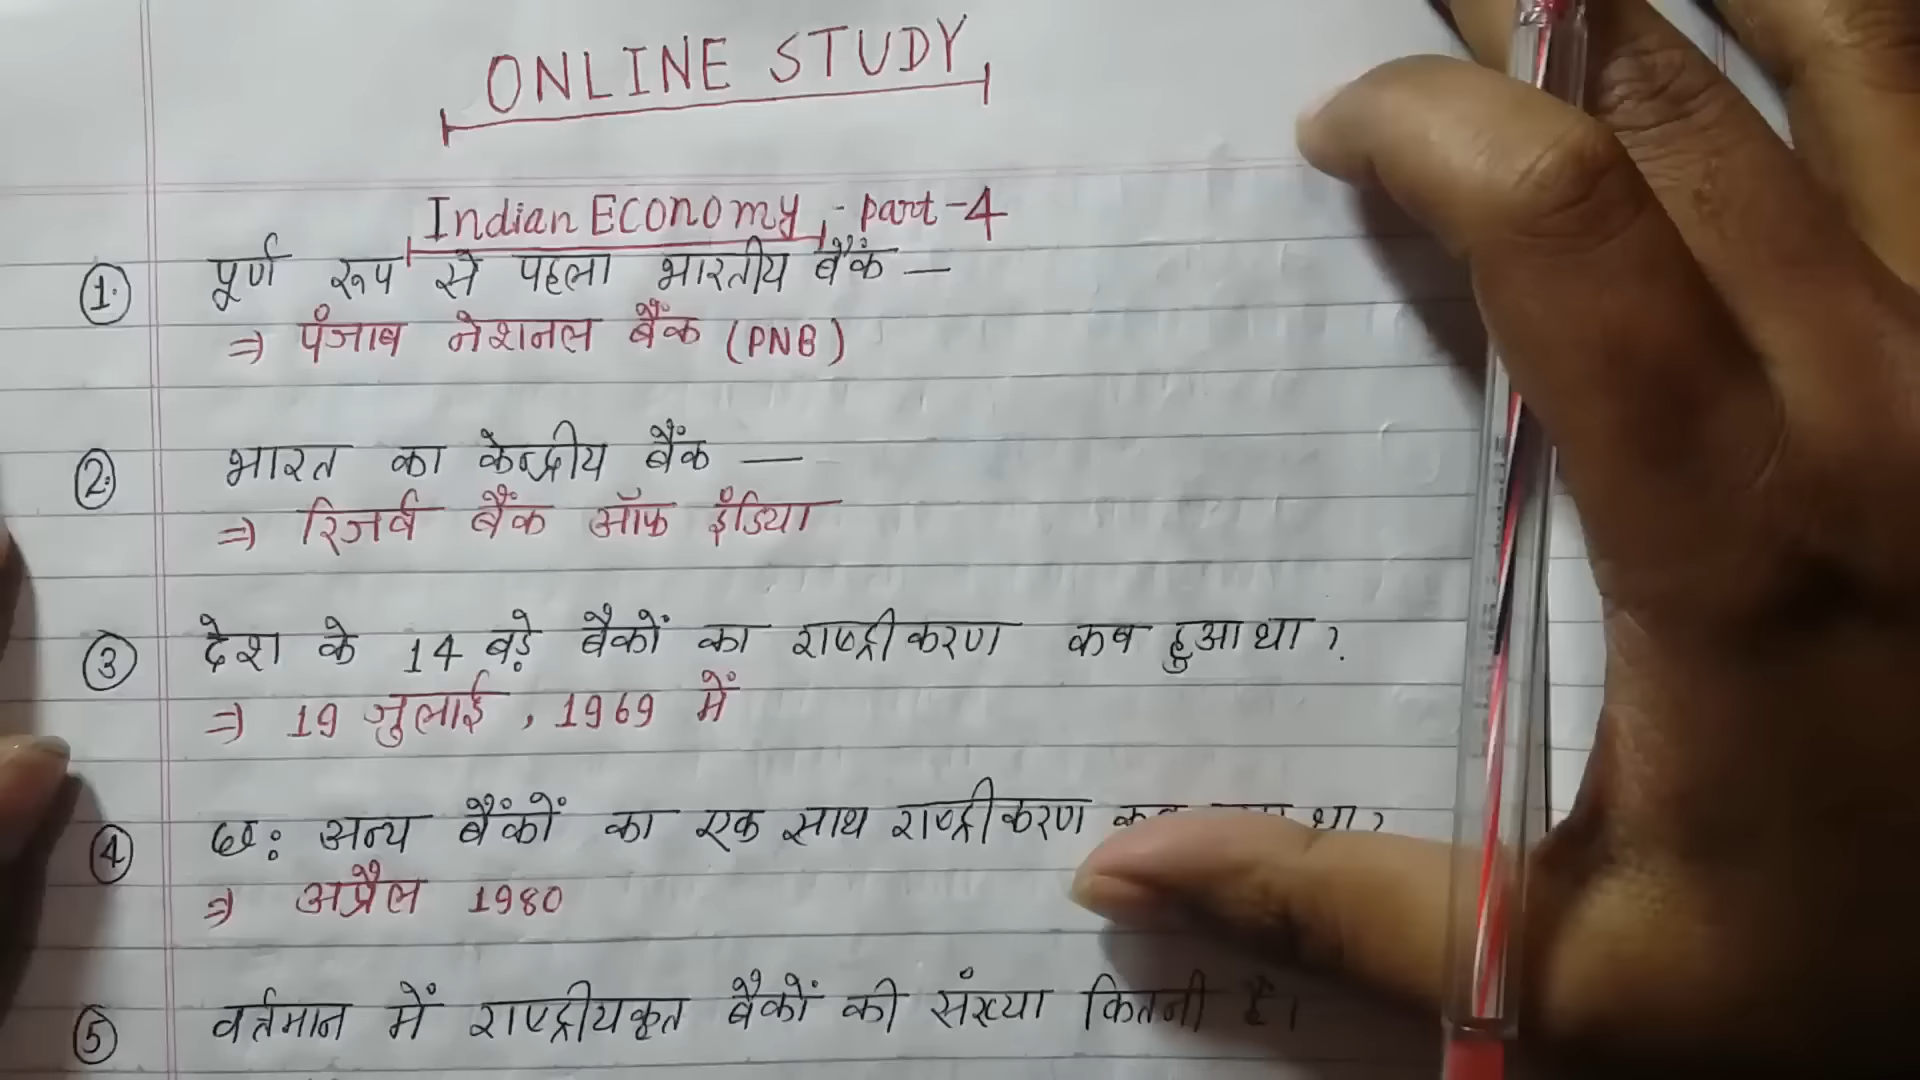 ONLINE STUDY
Indian Economy - Part-4
1. पूर्ण रूप से पहला भारतीय बैंक —
⇒ पंजाब नेशनल बैंक (PNB)
2. भारत का केन्द्रीय बैंक —
⇒ रिजर्व बैंक ऑफ इंडिया
3 देश के 14 बड़े बैकों का राष्ट्रीकरण कब हुआ था?
⇒ 19 जुलाई, 1969 में
4 छः अन्य बैंकों का एक साथ राष्ट्रीकरण था?
⇒ अप्रैल 1980
5 वर्तमान में राष्ट्रीयकृत बैकों की संख्या कितनी है।